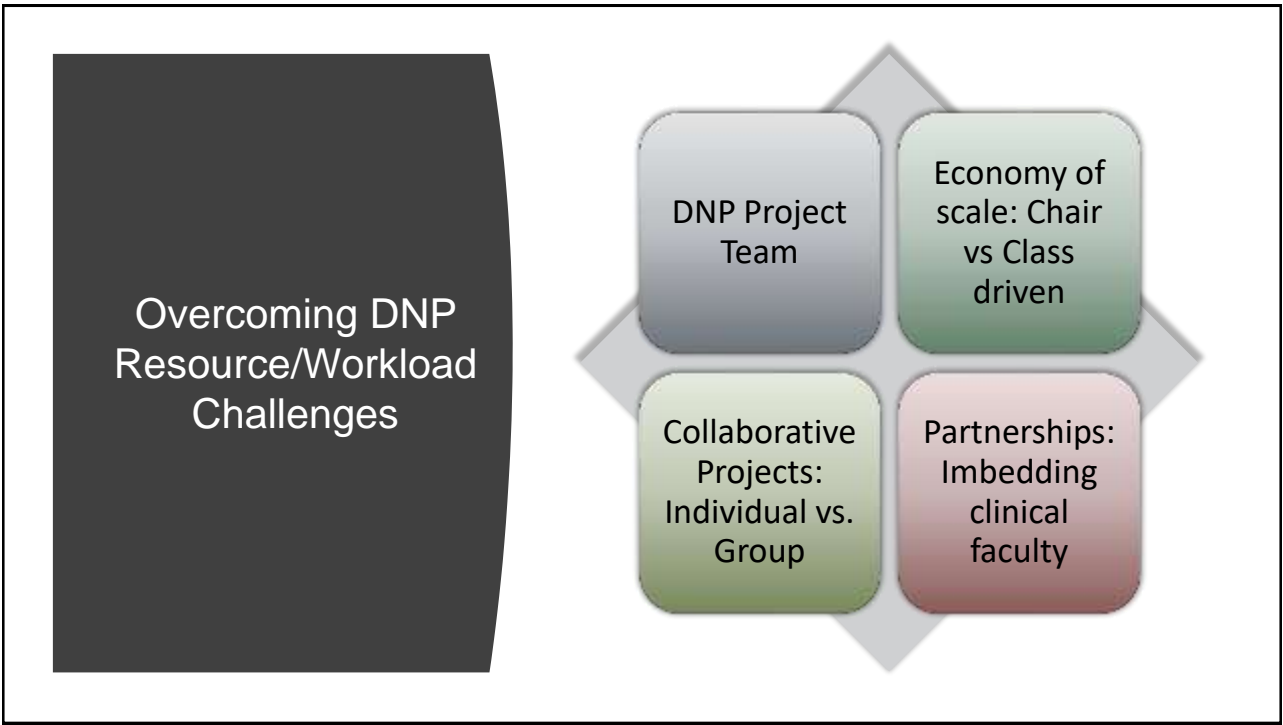 Overcoming DNP
Resource/Workload
Challenges
DNP Project
Team
Economy of
scale: Chair
vs Class
driven
Collaborative
Projects:
Individual vs.
Group
Partnerships:
Imbedding
clinical
faculty